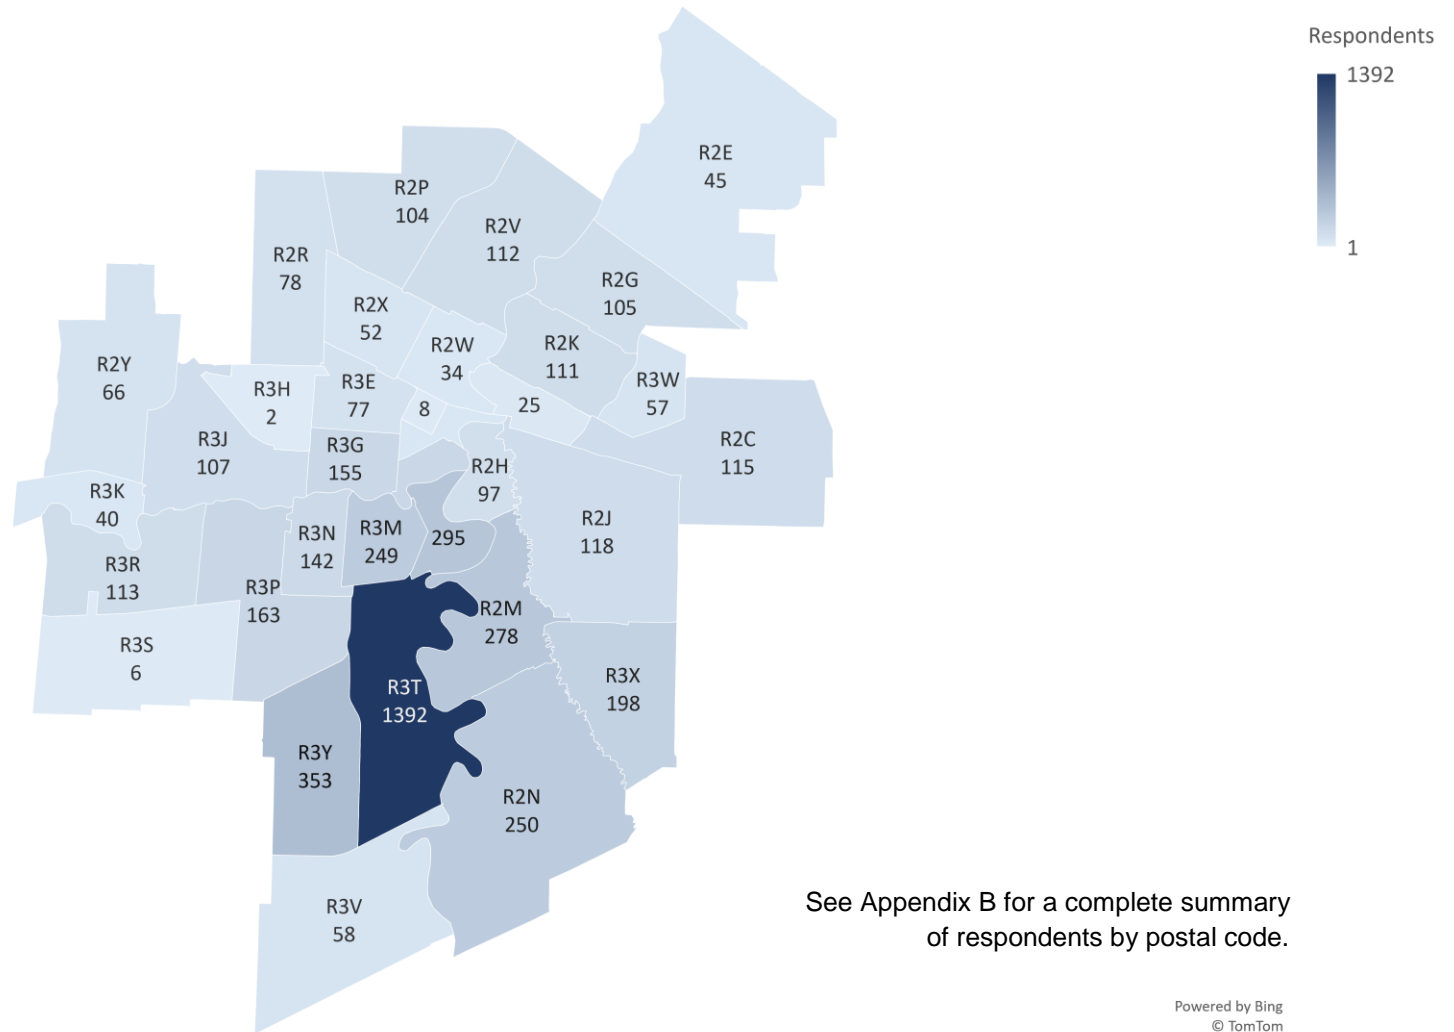 Respondents
1392
1
R2E
45
R2P
104
R2V
112
R2R
78
R2G
105
R2X
52
R2W
34
R2K
111
R2Y
66
R3W
57
R3H
2
R3E
77
8
25
R3J
107
R3G
155
R2C
115
R2H
97
R3K
40
R3N
142
R3M
249
295
R2J
118
R3R
113
R3P
163
R2M
278
R3S
6
R3T
1392
R3X
198
R3Y
353
R2N
250
R3V
58
See Appendix B for a complete summary
of respondents by postal code.
Powered by Bing
© TomTom